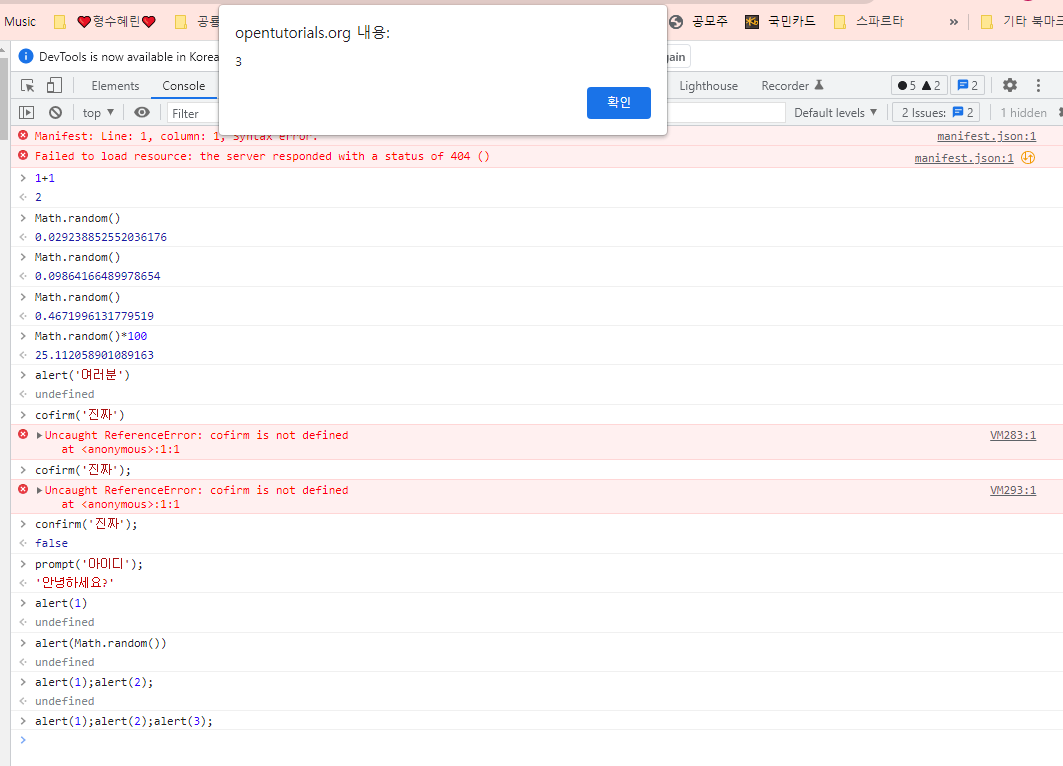 Music ❤형수혜린❤ 공룡 공모주 국민카드 스파르타 » 기타 북마크
opentutorials.org 내용:
3
확인
DevTools is now available in Korea
ain
Elements Console Lighthouse Recorder 5 2 2
top Filter Default levels 2 Issues: 2 1 hidden
Manifest: Line: 1, column: 1, Syntax error. manifest.json:1
Failed to load resource: the server responded with a status of 404 () manifest.json:1
> 1+1
2
> Math.random()
0.029238852552036176
> Math.random()
0.09864166489978654
> Math.random()
0.4671996131779519
> Math.random()*100
25.112058901089163
> alert('여러분')
undefined
> cofirm('진짜')
Uncaught ReferenceError: cofirm is not defined VM283:1
at <anonymous>:1:1
> cofirm('진짜');
Uncaught ReferenceError: cofirm is not defined VM293:1
at <anonymous>:1:1
> confirm('진짜');
false
> prompt('아이디');
'안녕하세요?'
> alert(1)
undefined
> alert(Math.random())
undefined
> alert(1);alert(2);
undefined
> alert(1);alert(2);alert(3);
>